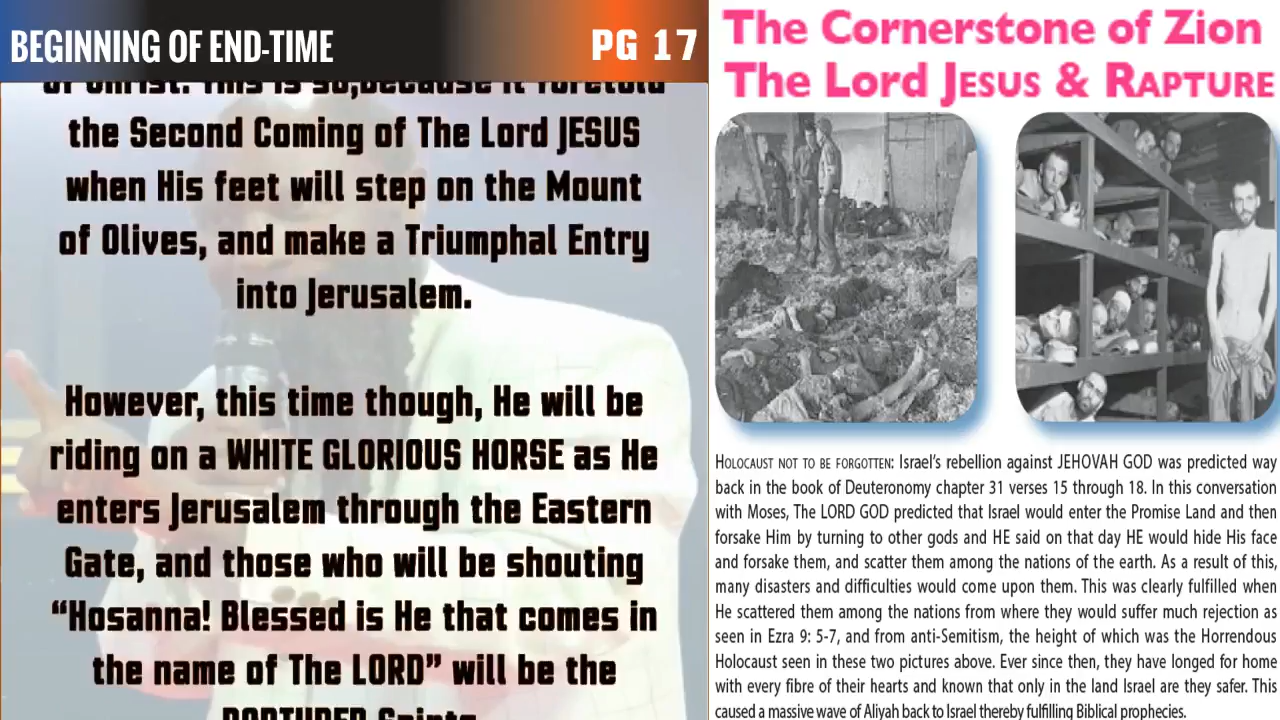 BEGINNING OF END-TIME
PG 17
of Christ. This is so,because it foretold
the Second Coming of The Lord JESUS
when His feet will step on the Mount
of Olives, and make a Triumphal Entry
into Jerusalem.
However, this time though, He will be
riding on a WHITE GLORIOUS HORSE as He
enters Jerusalem through the Eastern
Gate, and those who will be shouting
“Hosanna! Blessed is He that comes in
the name of The LORD” will be the
RAPTURED Saints
The Cornerstone of Zion
The Lord JESUS & RAPTURE
HOLOCAUST NOT TO BE FORGOTTEN: Israel’s rebellion against JEHOVAH GOD was predicted way
back in the book of Deuteronomy chapter 31 verses 15 through 18. In this conversation
with Moses, The LORD GOD predicted that Israel would enter the Promise Land and then
forsake Him by turning to other gods and HE said on that day HE would hide His face
and forsake them, and scatter them among the nations of the earth. As a result of this,
many disasters and difficulties would come upon them. This was clearly fulfilled when
He scattered them among the nations from where they would suffer much rejection as
seen in Ezra 9: 5-7, and from anti-Semitism, the height of which was the Horrendous
Holocaust seen in these two pictures above. Ever since then, they have longed for home
with every fibre of their hearts and known that only in the land Israel are they safer. This
caused a massive wave of Aliyah back to Israel thereby fulfilling Biblical prophecies.